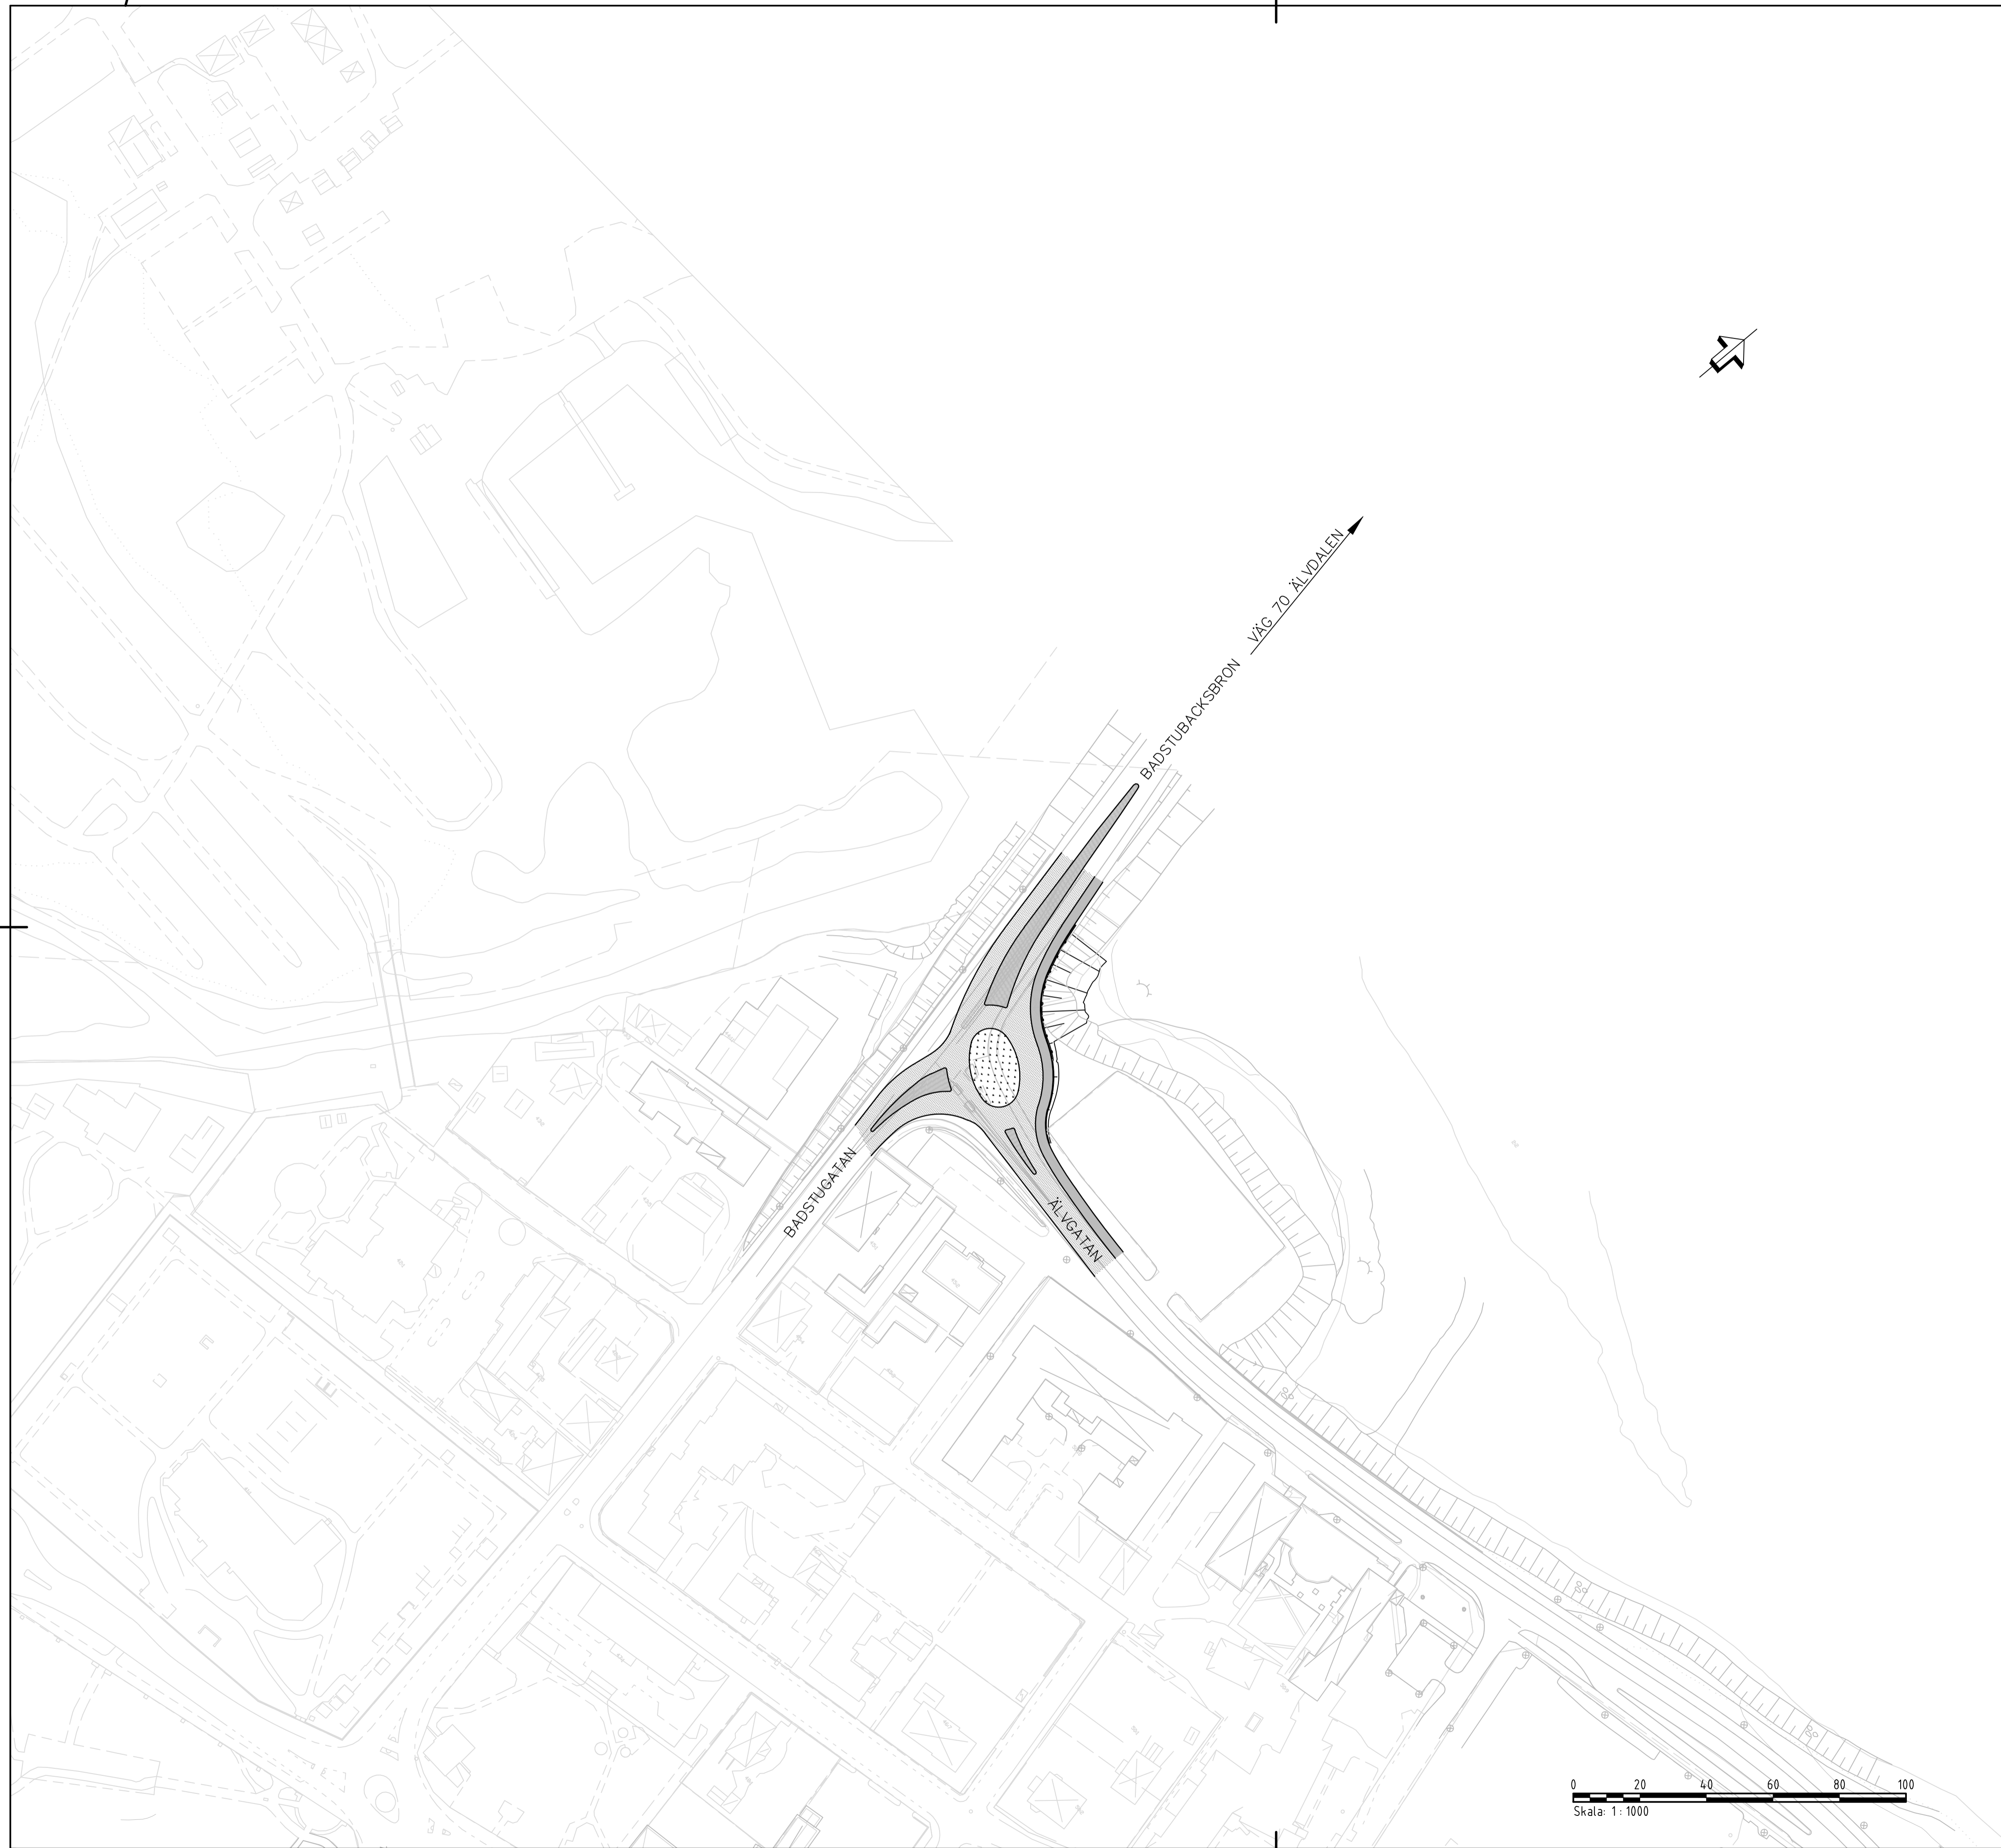 VÄG 70 ÄLVDALEN
BADSTUBACKSBRON
BADSTUGATAN
ÄLVGATAN
0 20 40 60 80 100
Skala: 1 : 1000